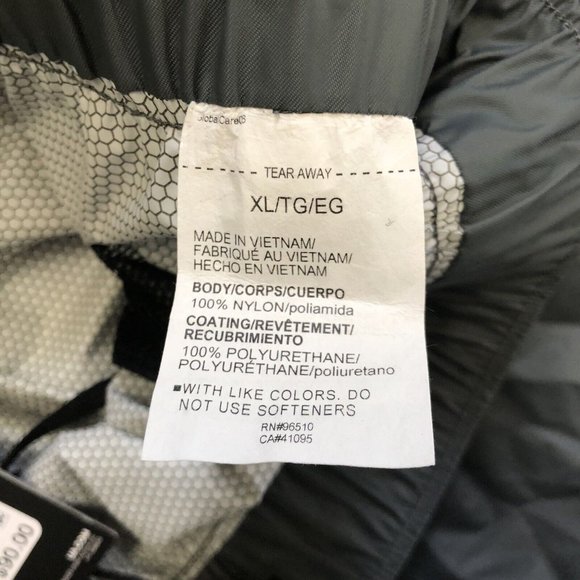 GlobalCare06
TEAR AWAY
XL/TG/EG
MADE IN VIETNAM/
FABRIQUÉ AU VIETNAM/
HECHO EN VIETNAM
BODY/CORPS/CUERPO
100% NYLON/poliamida
COATING/REVÊTEMENT/
RECUBRIMIENTO
100% POLYURETHANE/
POLYURÉTHANE/poliuretano
▪WITH LIKE COLORS. DO
NOT USE SOFTENERS
RN#96510
CA#41095